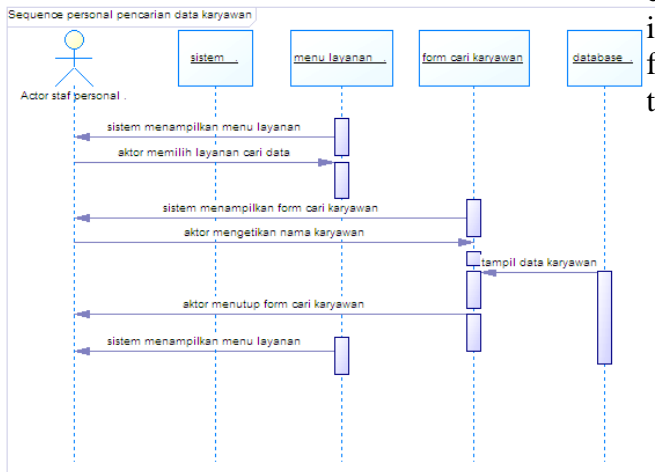 Sequence personal pencarian data karyawan
sistem .
menu layanan .
form cari karyawan
database .
Actor staf personal .
sistem menampilkan menu layanan
aktor memilih layanan cari data
sistem menampilkan form cari karyawan
aktor mengetikan nama karyawan
tampil data karyawan
aktor menutup form cari karyawan
sistem menampilkan menu layanan
i
f
t